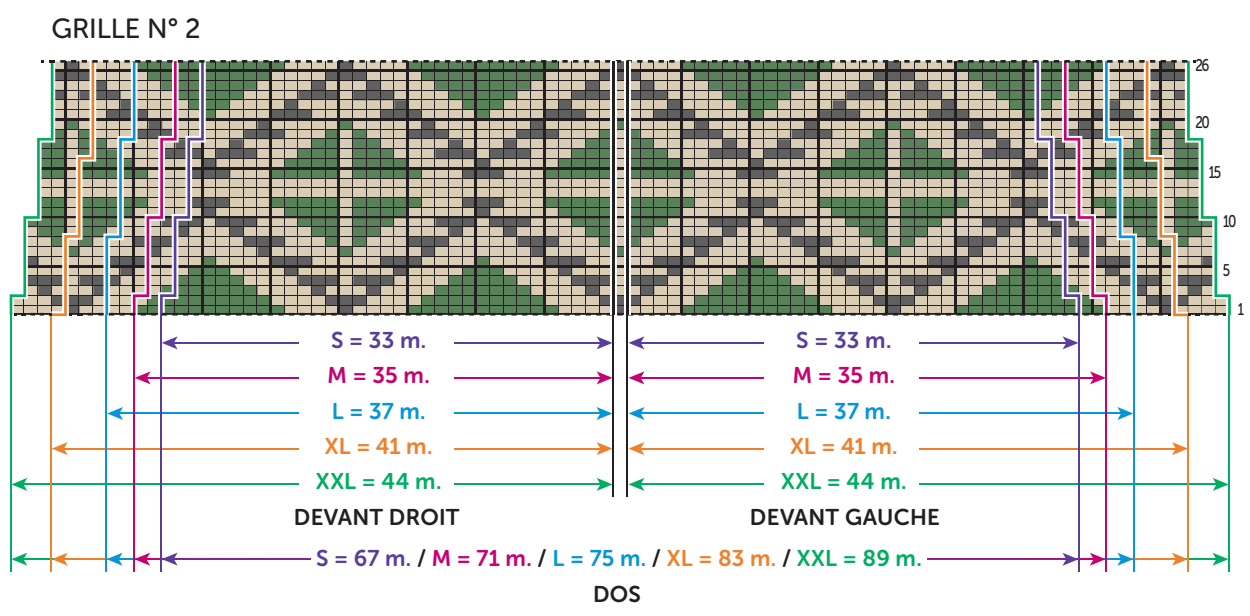 GRILLE N° 2
26
20
15
10
5
1
S = 33 m. S = 33 m.
M = 35 m. M = 35 m.
L = 37 m. L = 37 m.
XL = 41 m. XL = 41 m.
XXL = 44 m. XXL = 44 m.
DEVANT DROIT DEVANT GAUCHE
S = 67 m. / M = 71 m. / L = 75 m. / XL = 83 m. / XXL = 89 m.
DOS